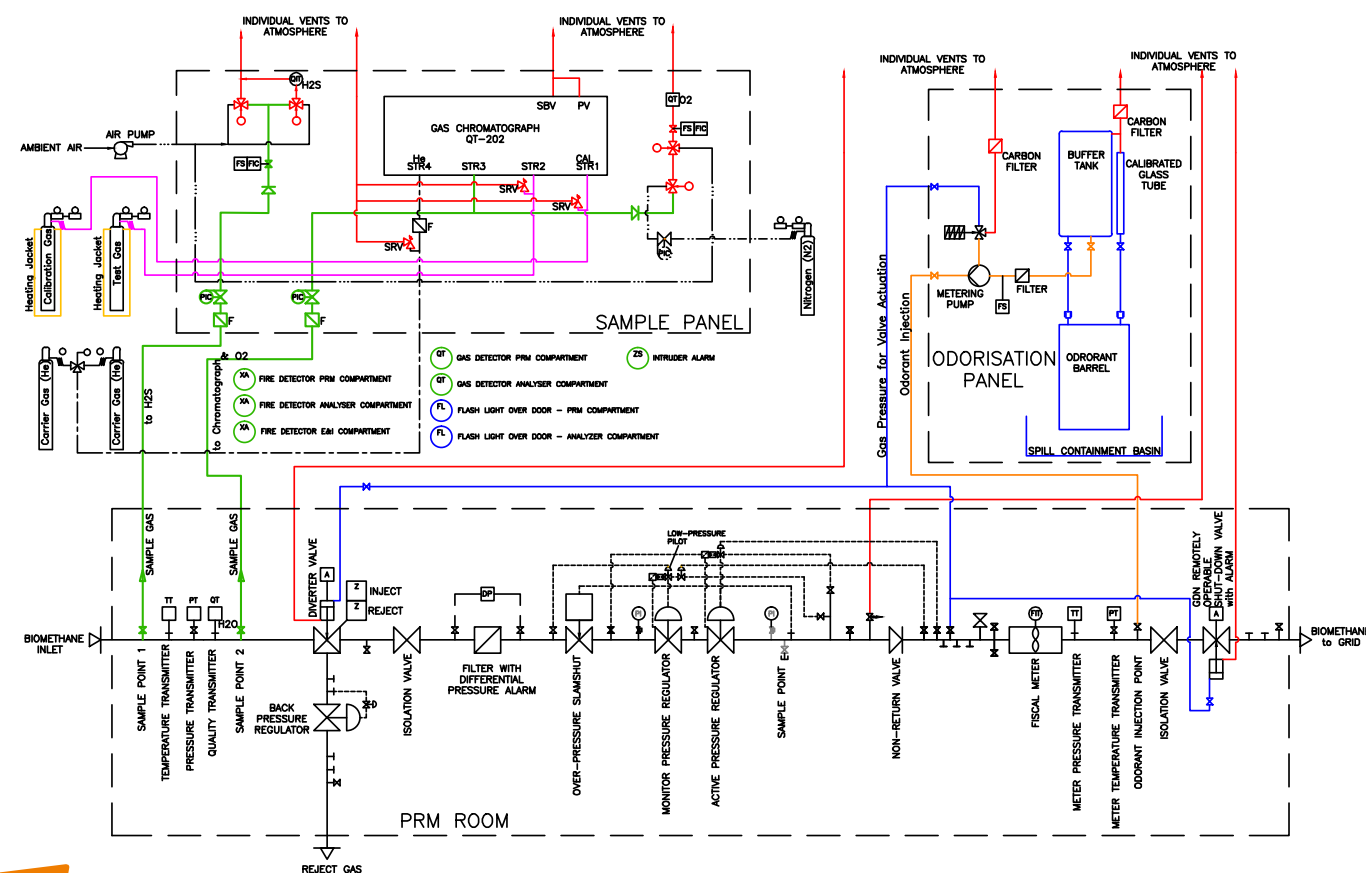 INDIVIDUAL VENTS TO
ATMOSPHERE
INDIVIDUAL VENTS TO
ATMOSPHERE
INDIVIDUAL VENTS TO
ATMOSPHERE
INDIVIDUAL VENTS TO
ATMOSPHERE
QIT
H2S
AIR PUMP
AMBIENT AIR
FS FIC
SBV PV
GAS CHROMATOGRAPH
QT-202
He
STR4
STR3
STR2
CAL
STR1
QT O2
FS FIC
SRV
SRV
SRV
F
PIC
Nitrogen (N2)
Heating Jacket
Calibration Gas
Heating Jacket
Test Gas
PIC
PIC
F
F
SAMPLE PANEL
Carrier Gas (He)
Carrier Gas (He)
to H2S
to Chromatograph
& O2
XA FIRE DETECTOR PRM COMPARTMENT
XA FIRE DETECTOR ANALYSER COMPARTMENT
XA FIRE DETECTOR E&I COMPARTMENT
QT GAS DETECTOR PRM COMPARTMENT
QT GAS DETECTOR ANALYSER COMPARTMENT
FL FLASH LIGHT OVER DOOR - PRM COMPARTMENT
FL FLASH LIGHT OVER DOOR - ANALYZER COMPARTMENT
ZS INTRUDER ALARM
CARBON
FILTER
CARBON
FILTER
BUFFER
TANK
CALIBRATED
GLASS
TUBE
METERING
PUMP
FILTER
FS
ODORISATION
PANEL
ODRORANT
BARREL
SPILL CONTAINMENT BASIN
Gas Pressure for Valve Actuation
Odorant Injection
SAMPLE GAS
SAMPLE GAS
TT
PT
QT
H2O
DIVERTER VALVE
A
Z INJECT
Z REJECT
DP
LOW-PRESSURE
PILOT
PI
PI
FIT
TT
PT
GDN REMOTELY
OPERABLE
SHUT-DOWN VALVE
with ALARM
A
BIOMETHANE
INLET
BIOMETHANE
to GRID
SAMPLE POINT 1
TEMPERATURE TRANSMITTER
PRESSURE TRANSMITTER
QUALITY TRANSMITTER
SAMPLE POINT 2
BACK
PRESSURE
REGULATOR
ISOLATION VALVE
FILTER WITH
DIFFERENTIAL
PRESSURE ALARM
OVER-PRESSURE SLAMSHUT
MONITOR PRESSURE REGULATOR
ACTIVE PRESSURE REGULATOR
SAMPLE POINT
NON-RETURN VALVE
FISCAL METER
METER PRESSURE TRANSMITTER
METER TEMPERATURE TRANSMITTER
ODORANT INJECTION POINT
ISOLATION VALVE
PRM ROOM
REJECT GAS